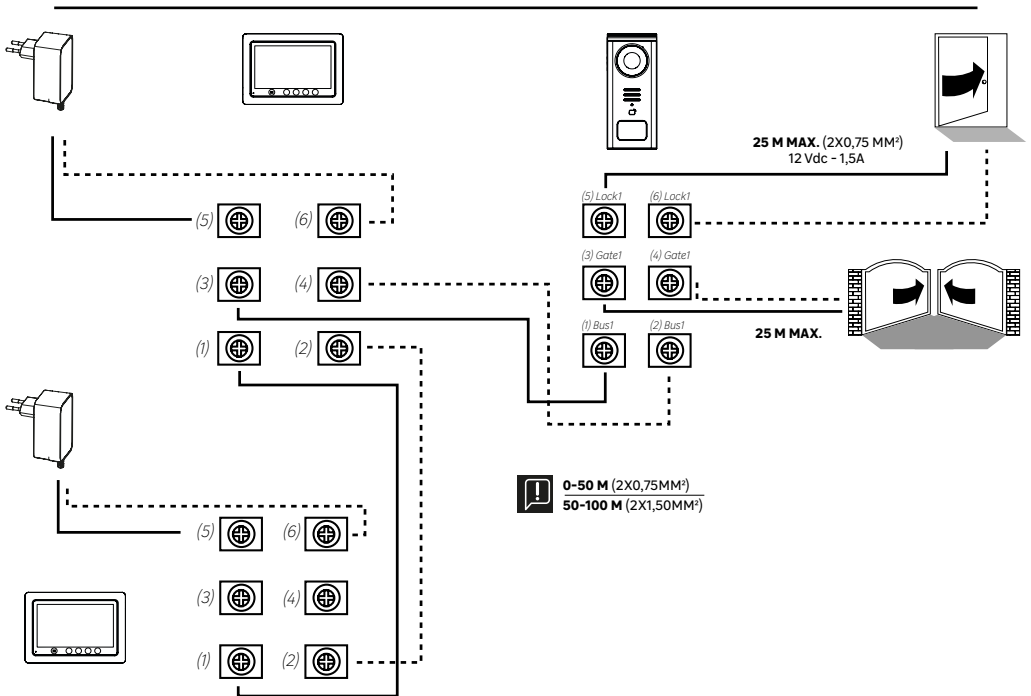 25 M MAX. (2X0,75 MM²)
12 Vdc - 1,5A
(5) (6)
(5) Lock1 (6) Lock1
(3) (4)
(3) Gate1 (4) Gate1
25 M MAX.
(1) (2)
(1) Bus1 (2) Bus1
0-50 M (2X0,75MM²)
50-100 M (2X1,50MM²)
(5) (6)
(3) (4)
(1) (2)